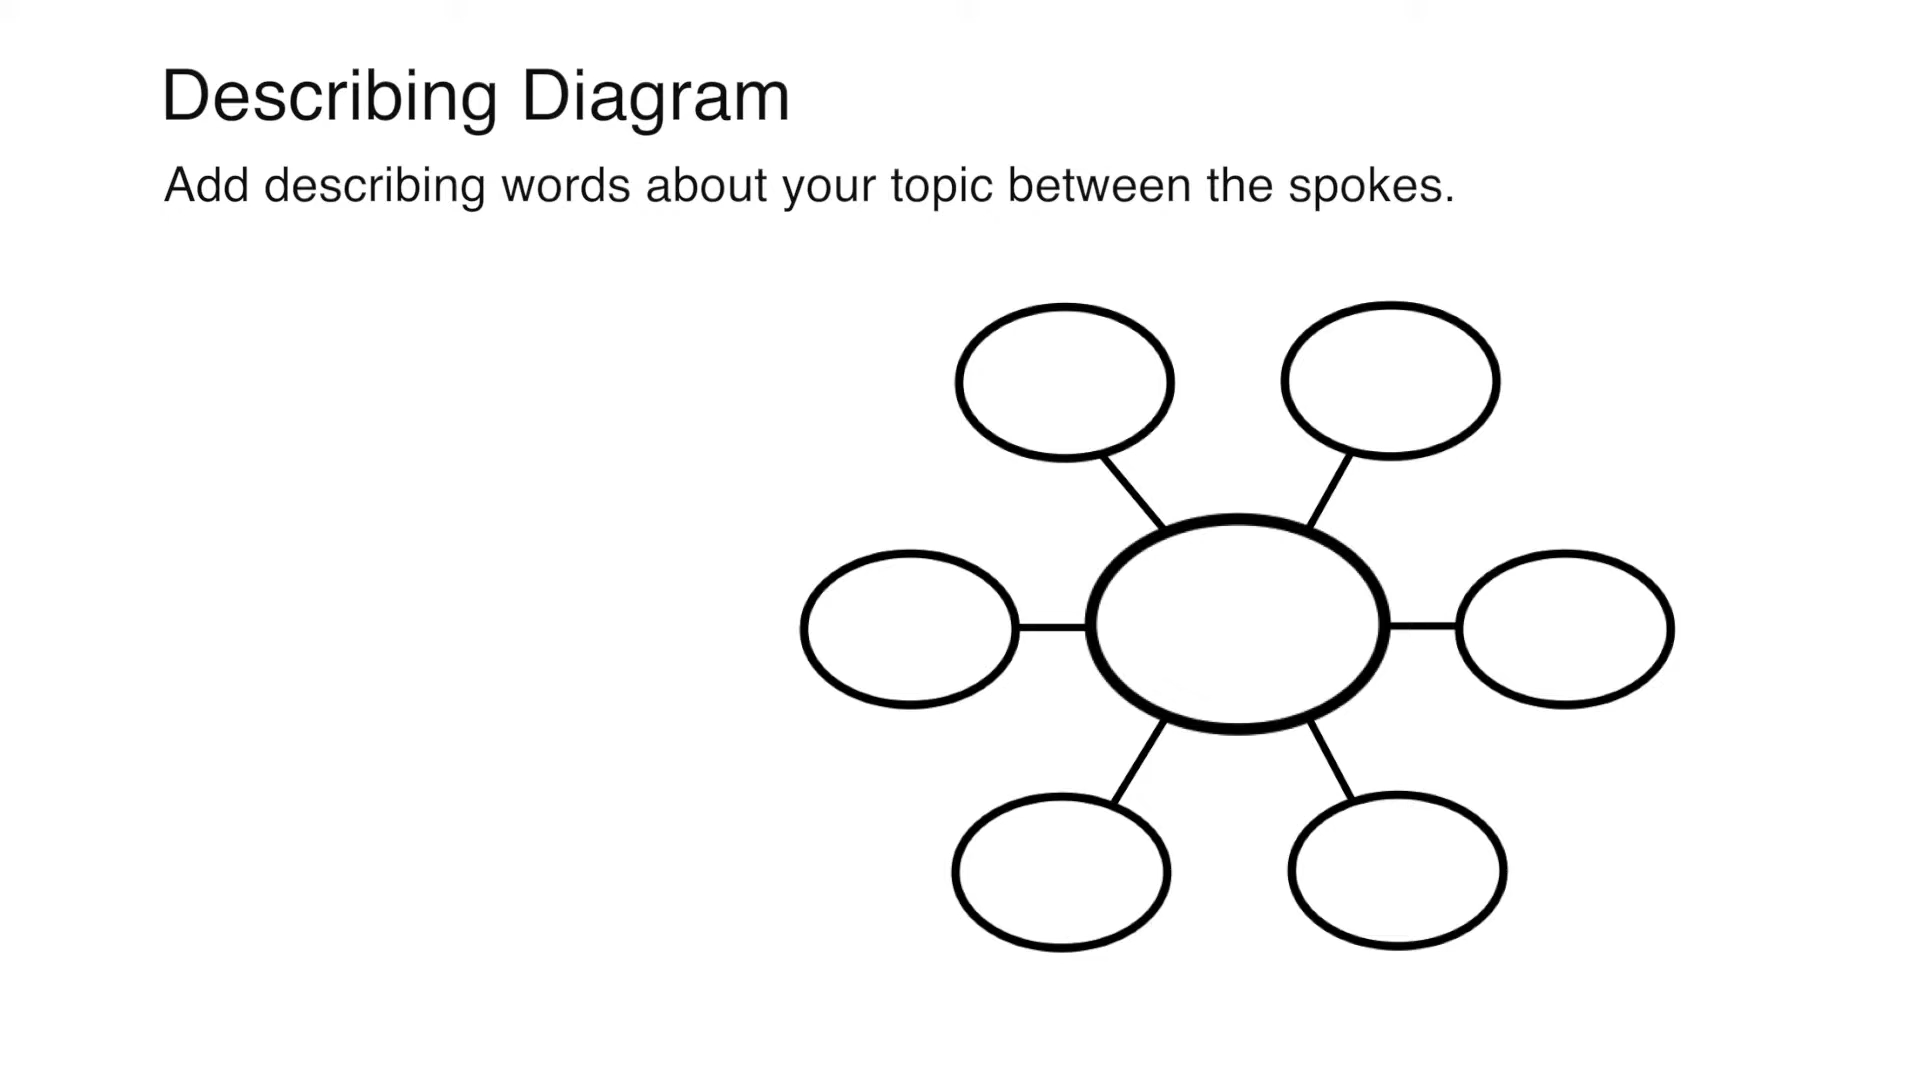 Describing Diagram
Add describing words about your topic between the spokes.